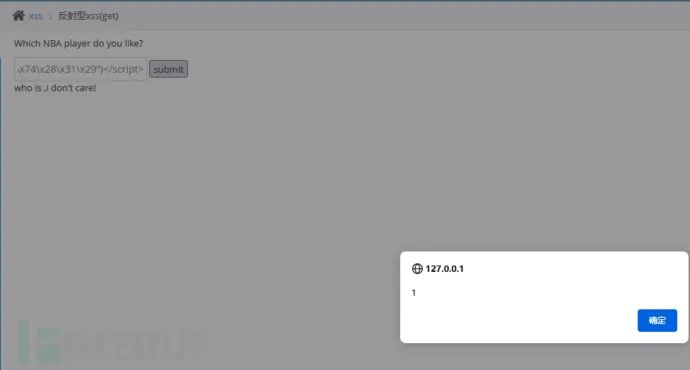 xss > 反射型xss(get)
Which NBA player do you like?
\x74\x28\x31\x29")</script> submit
who is ,i don't care!
127.0.0.1
1
确定
REEBUF